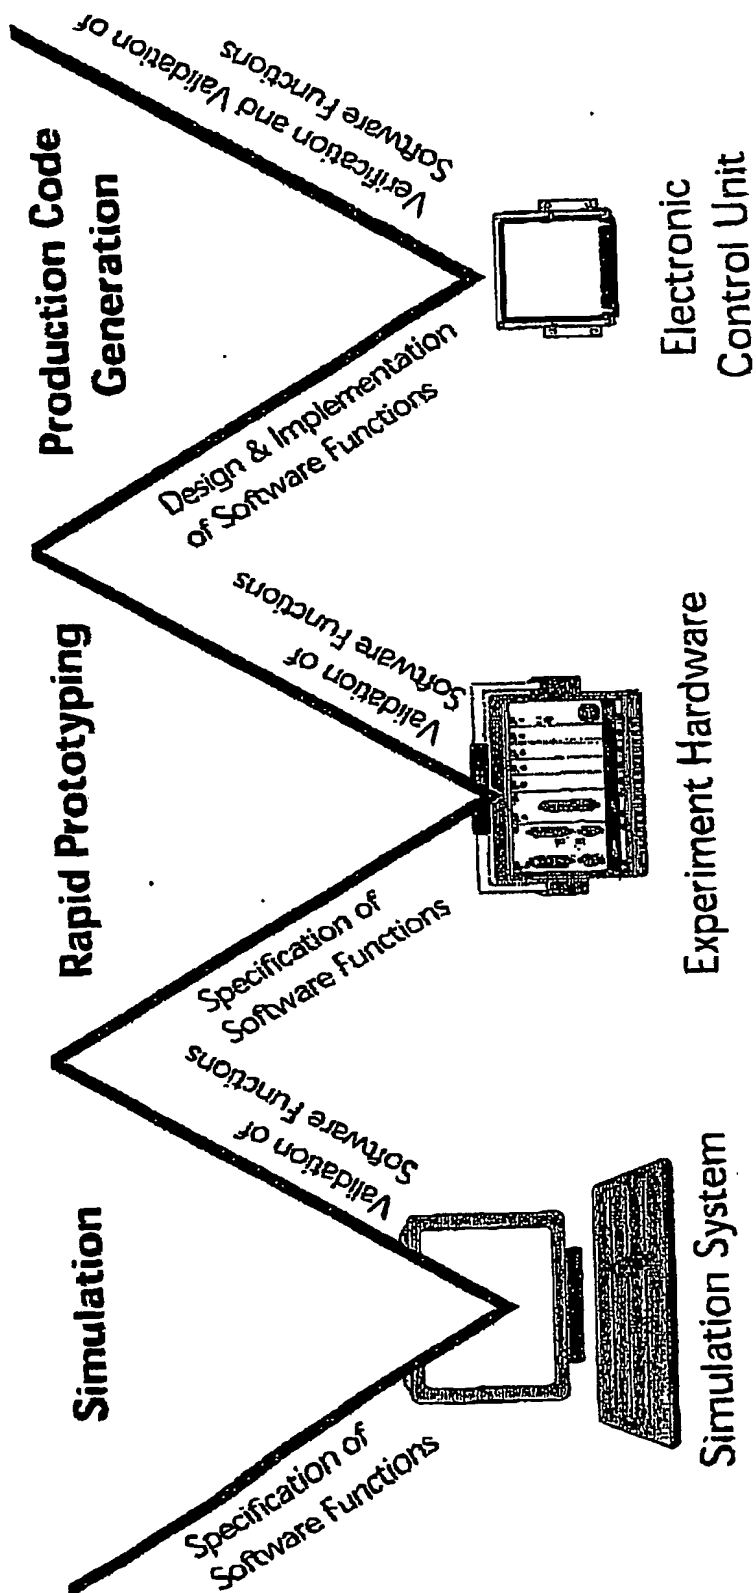 Simulation
Rapid Prototyping
Production Code
Generation
Specification of
Software Functions
Validation of
Software Functions
Specification of
Software Functions
Validation of
Software Functions
Design & Implementation
of Software Functions
Verification and Validation of
Software Functions
Simulation System
Experiment Hardware
Electronic
Control Unit